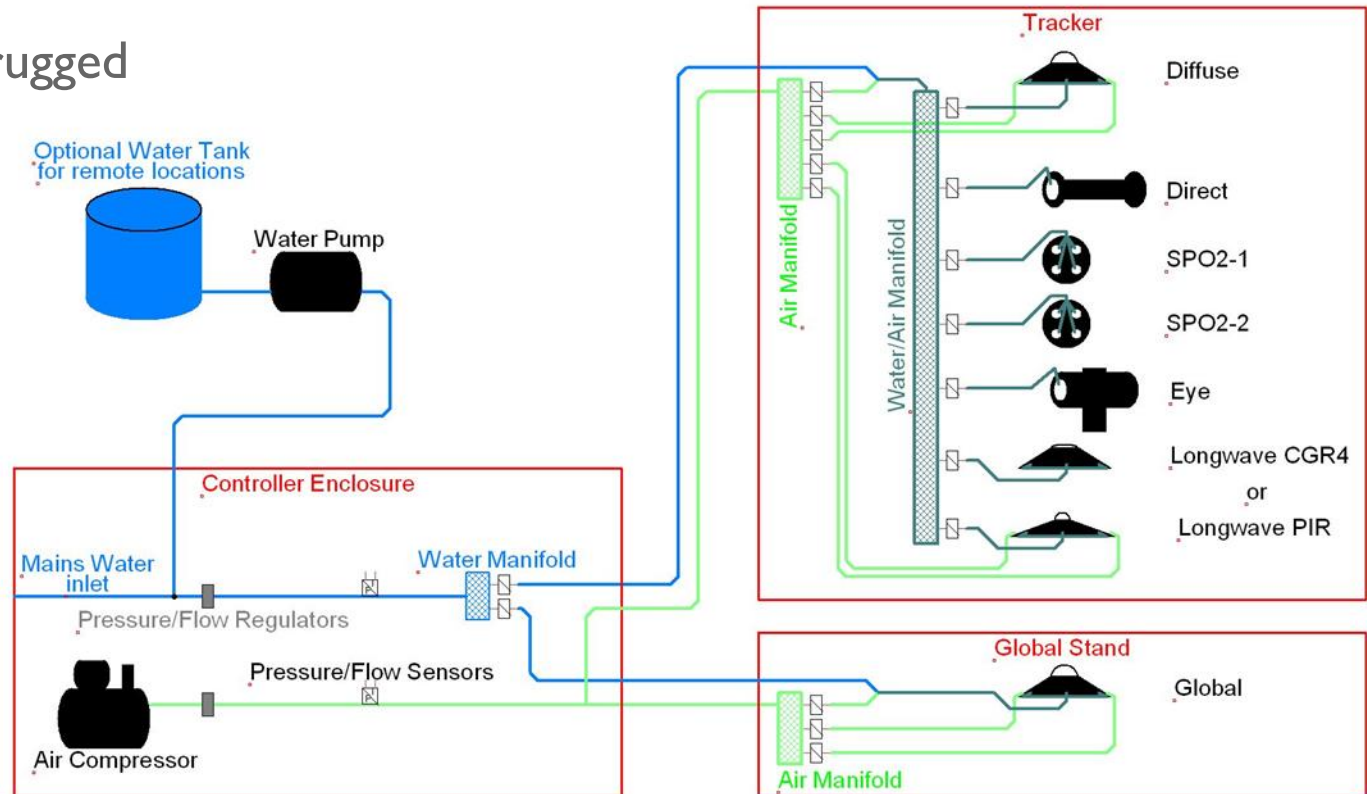 rugged
Optional Water Tank
for remote locations
Water Pump
Controller Enclosure
Mains Water
inlet
Pressure/Flow Regulators
Water Manifold
P
Pressure/Flow Sensors
P
Air Compressor
Tracker
Air Manifold
Water/Air Manifold
Diffuse
Direct
SPO2-1
SPO2-2
Eye
Longwave CGR4
or
Longwave PIR
Global Stand
Global
Air Manifold